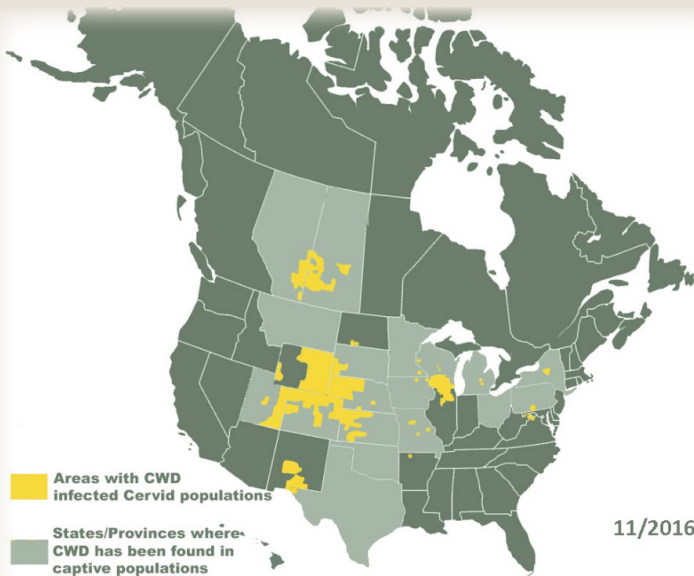 Areas with CWD
infected Cervid populations
States/Provinces where
CWD has been found in
captive populations
11/2016